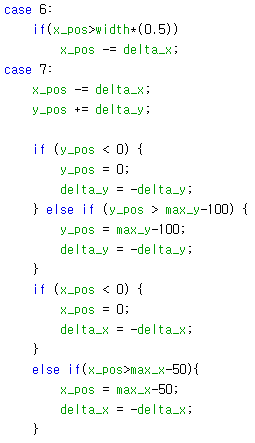 case 6:
    if(x_pos>width*(0.5))
        x_pos -= delta_x;
case 7:
    x_pos -= delta_x;
    y_pos += delta_y;

    if (y_pos < 0) {
        y_pos = 0;
        delta_y = -delta_y;
    } else if (y_pos > max_y-100) {
        y_pos = max_y-100;
        delta_y = -delta_y;
    }
    if (x_pos < 0) {
        x_pos = 0;
        delta_x = -delta_x;
    }
    else if(x_pos>max_x-50){
        x_pos = max_x-50;
        delta_x = -delta_x;
    }